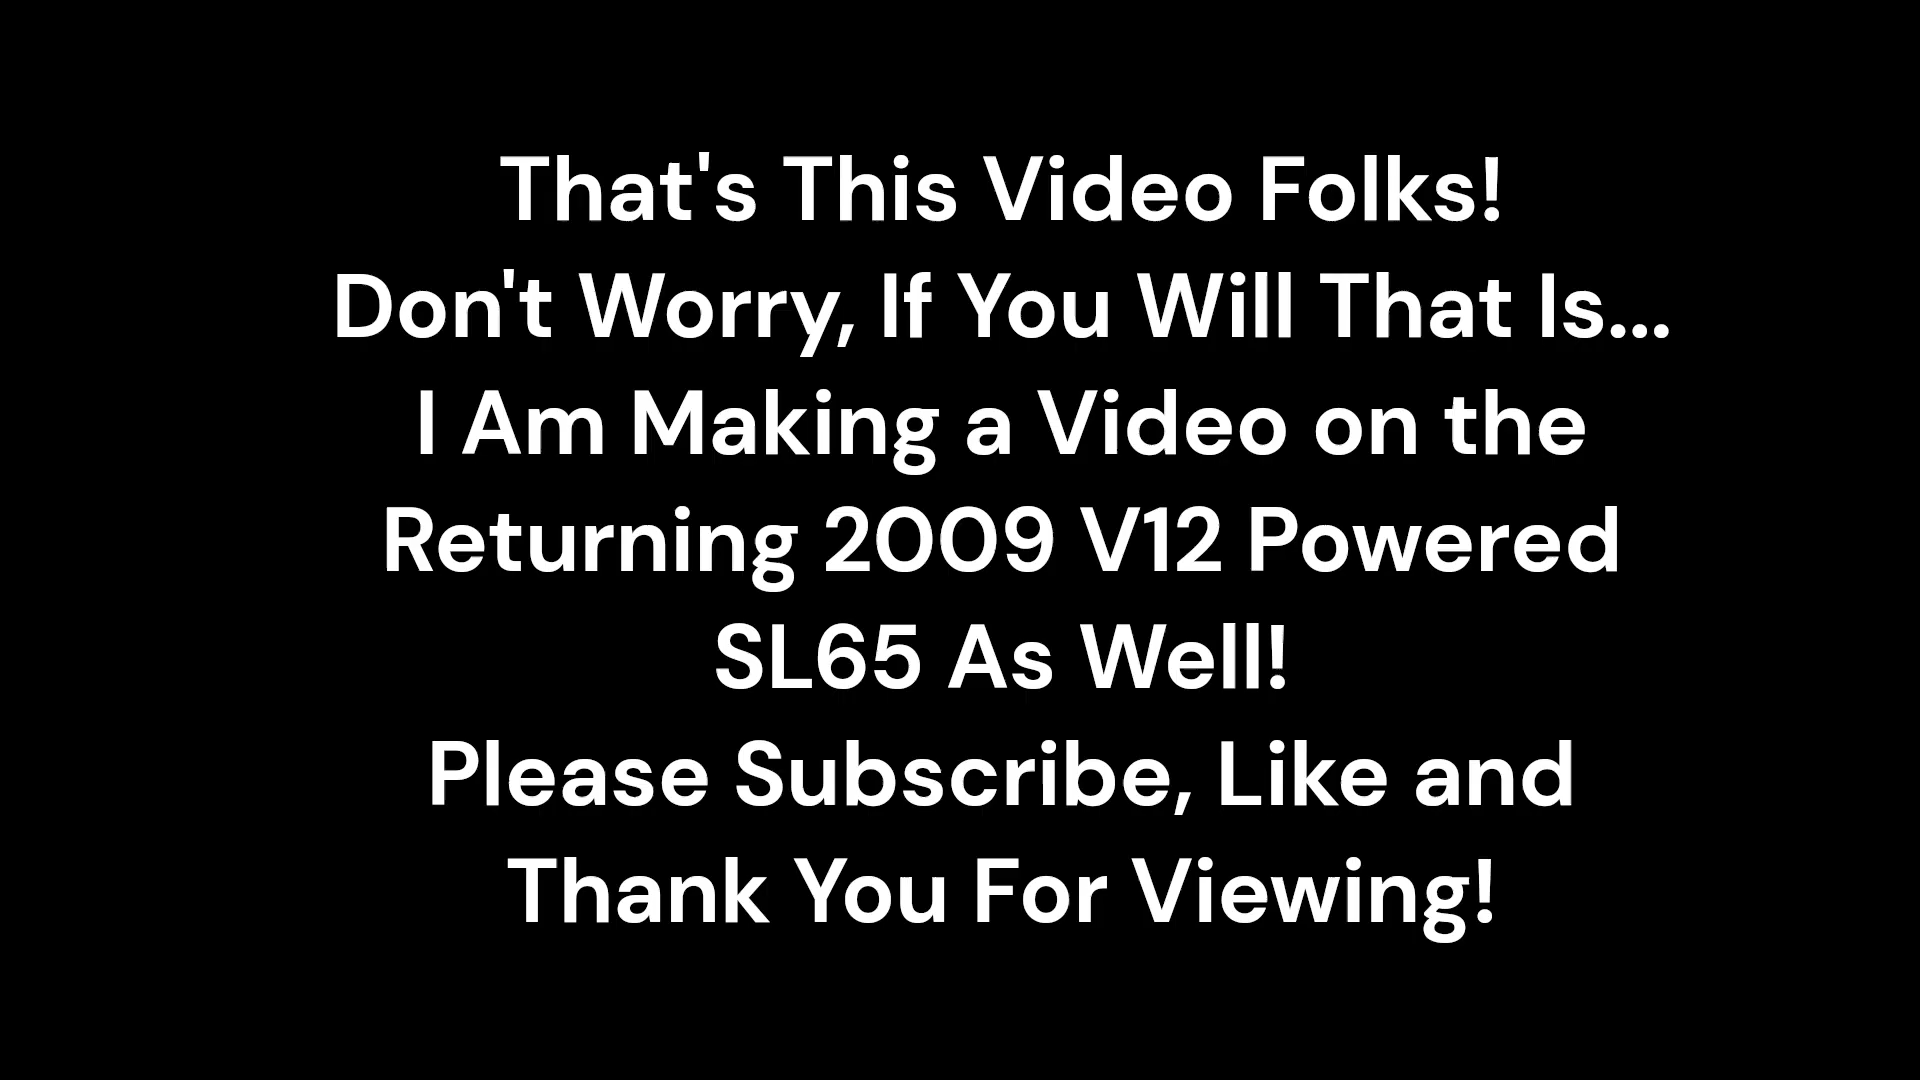 That's This Video Folks!
Don't Worry, If You Will That Is...
I Am Making a Video on the
Returning 2009 V12 Powered
SL65 As Well!
Please Subscribe, Like and
Thank You For Viewing!